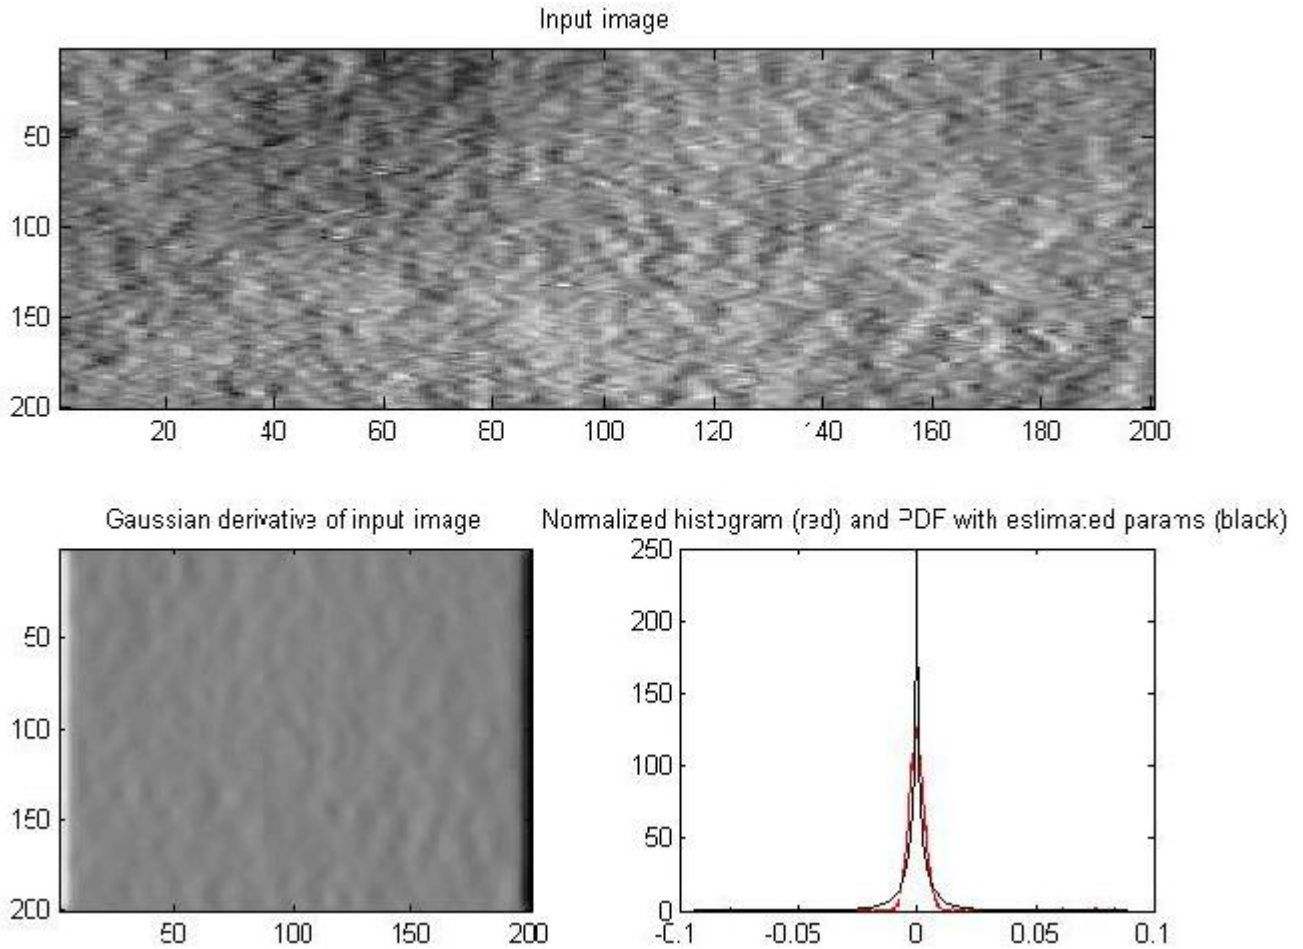 Input image
50
100
150
200
20 40 60 80 100 120 140 160 180 200
Gaussian derivative of input image
50
100
150
200
50 100 150 200
Normalized histogram (red) and PDF with estimated params (black)
250
200
150
100
50
0
-0.1 -0.05 0 0.05 0.1